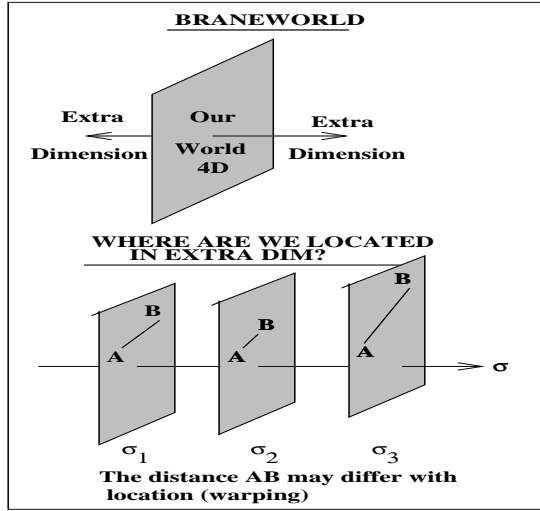 BRANEWORLD
Extra Our Extra
Dimension World Dimension
4D
WHERE ARE WE LOCATED
IN EXTRA DIM?
B B B
A A A
σ
σ1 σ2 σ3
The distance AB may differ with
location (warping)